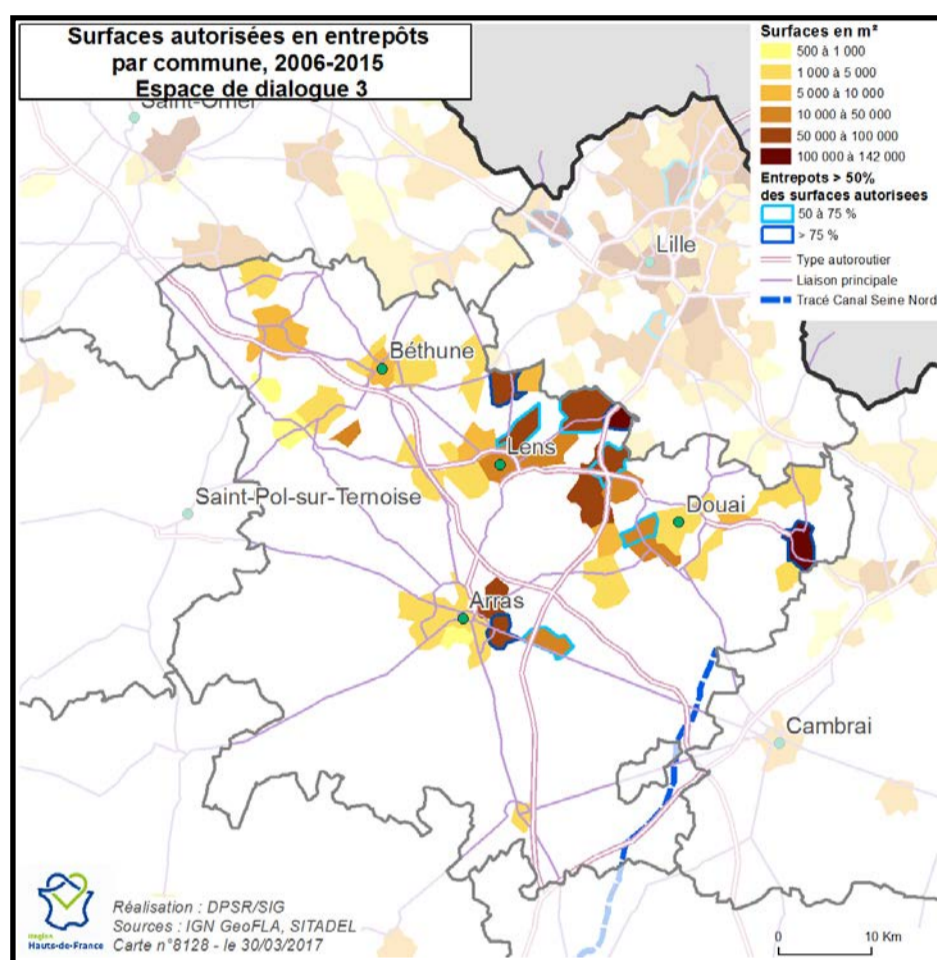 Surfaces autorisées en entrepôts
par commune, 2006-2015
Espace de dialogue 3
Surfaces en m²
500 à 1 000
1 000 à 5 000
5 000 à 10 000
10 000 à 50 000
50 000 à 100 000
100 000 à 142 000
Entrepots > 50%
des surfaces autorisees
50 à 75 %
> 75 %
Type autoroutier
Liaison principale
Tracé Canal Seine Nord
Saint-Omer
Lille
Béthune
Lens
Saint-Pol-sur-Ternoise
Douai
Arras
Cambrai
Région
Hauts-de-France
Réalisation : DPSR/SIG
Sources : IGN GeoFLA, SITADEL
Carte n°8128 - le 30/03/2017
0 10 Km